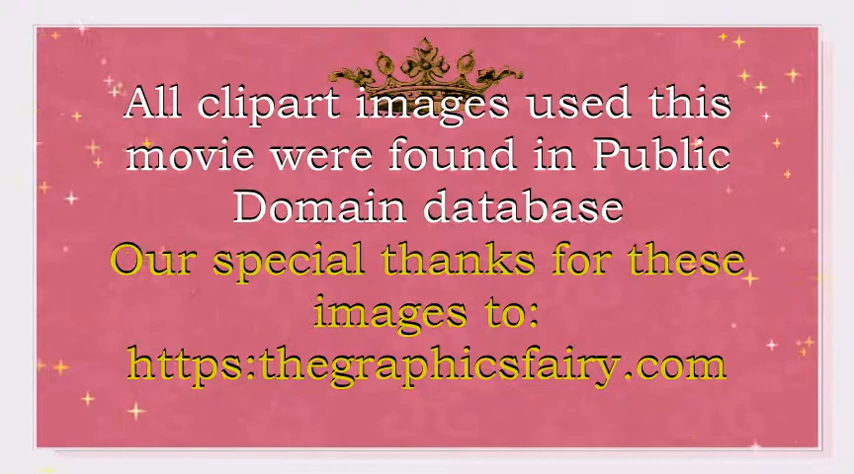 All clipart images used this
movie were found in Public
Domain database
Our special thanks for these
images to:
https:thegraphicsfairy.com